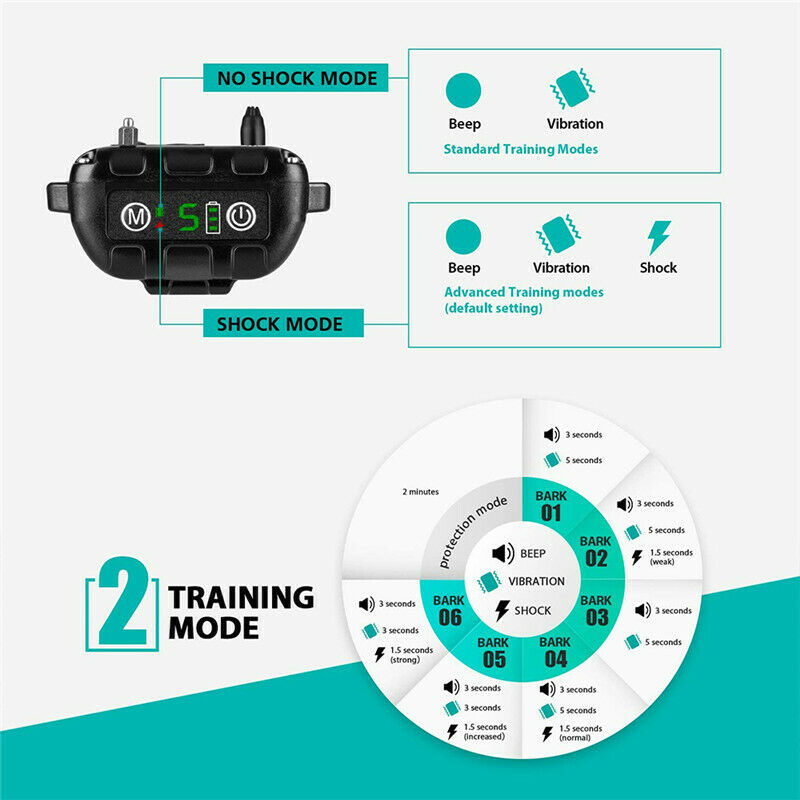 NO SHOCK MODE
Beep
Vibration
Standard Training Modes
M
5
Beep
Vibration
Shock
Advanced Training modes
(default setting)
SHOCK MODE
2 TRAINING
MODE
2 minutes
protection mode
BEEP
VIBRATION
SHOCK
BARK
01
3 seconds
5 seconds
BARK
02
3 seconds
5 seconds
1.5 seconds
(weak)
BARK
03
3 seconds
5 seconds
BARK
04
3 seconds
5 seconds
1.5 seconds
(normal)
BARK
05
3 seconds
3 seconds
1.5 seconds
(increased)
BARK
06
3 seconds
3 seconds
1.5 seconds
(strong)